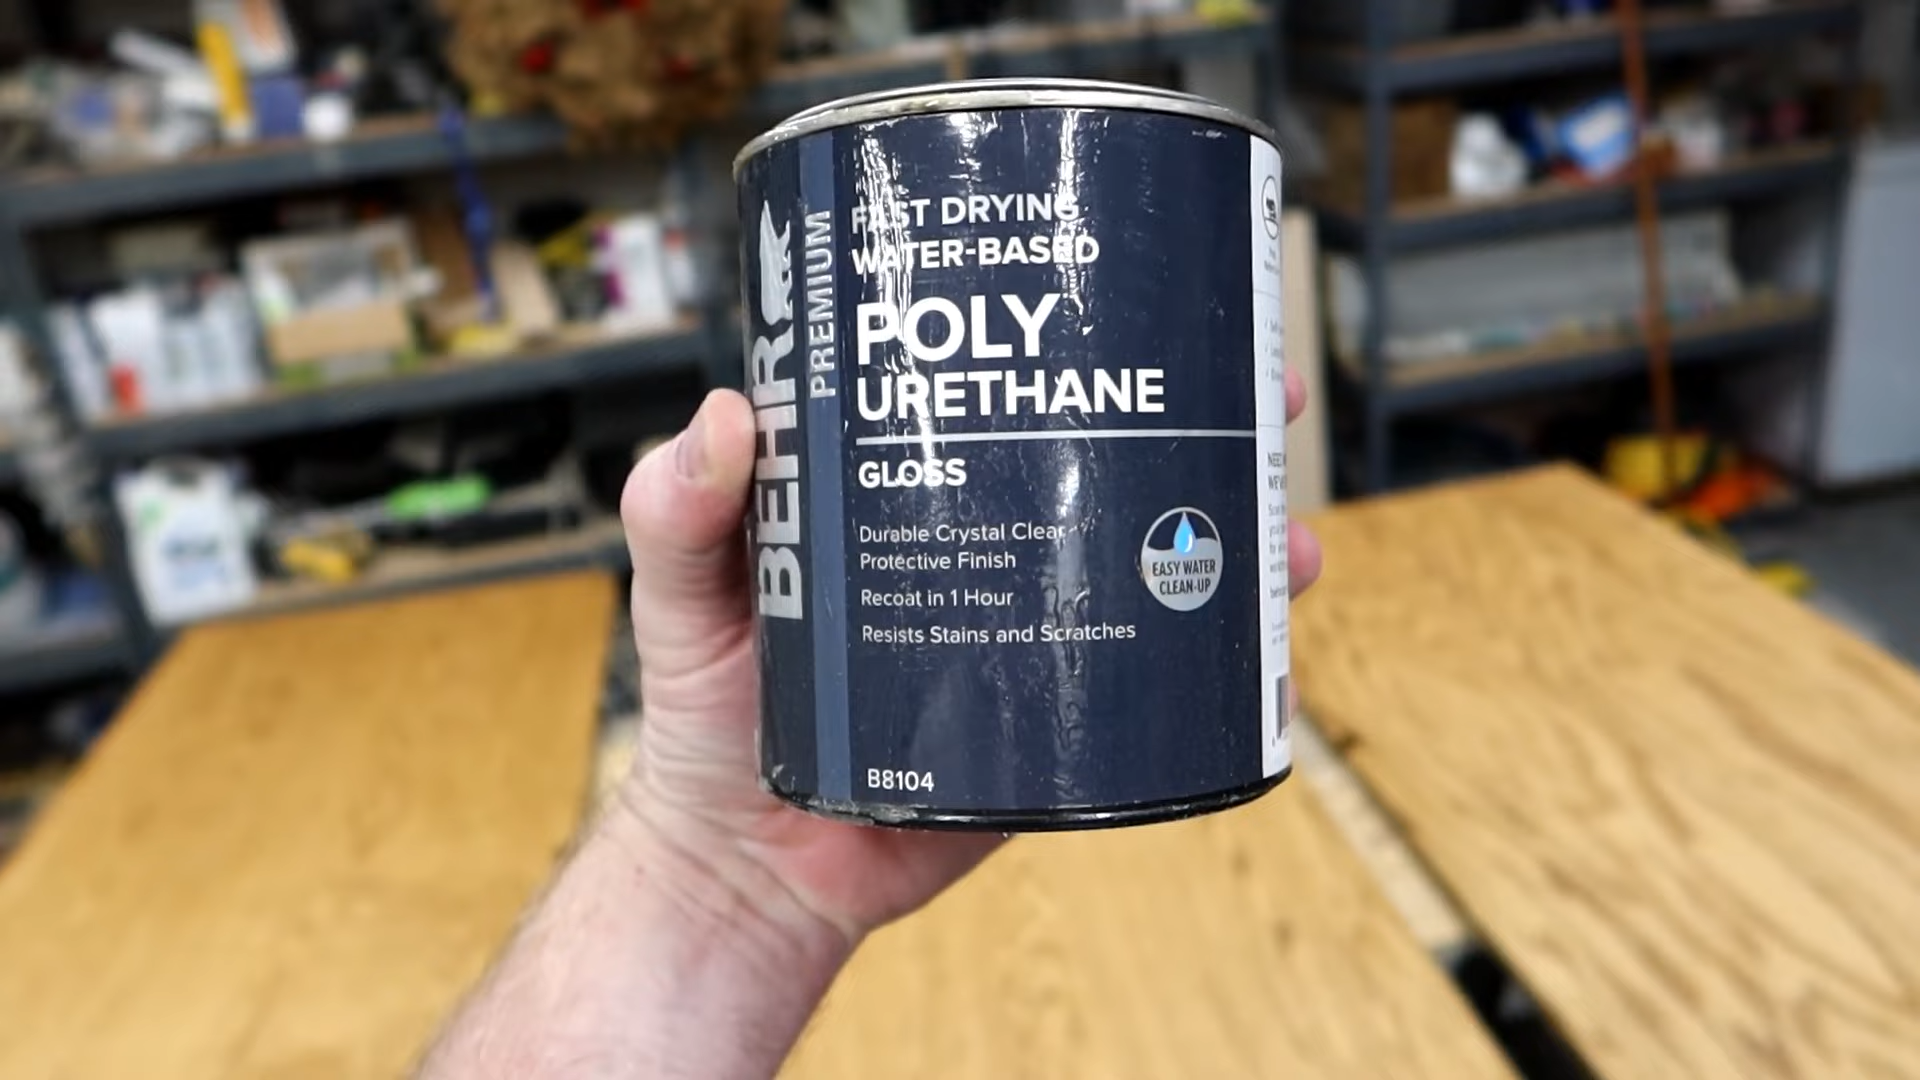 BEHR
PREMIUM
FAST DRYING
WATER-BASED
POLY
URETHANE
GLOSS
Durable Crystal Clear
Protective Finish
Recoat in 1 Hour
Resists Stains and Scratches
EASY WATER
CLEAN-UP
B8104